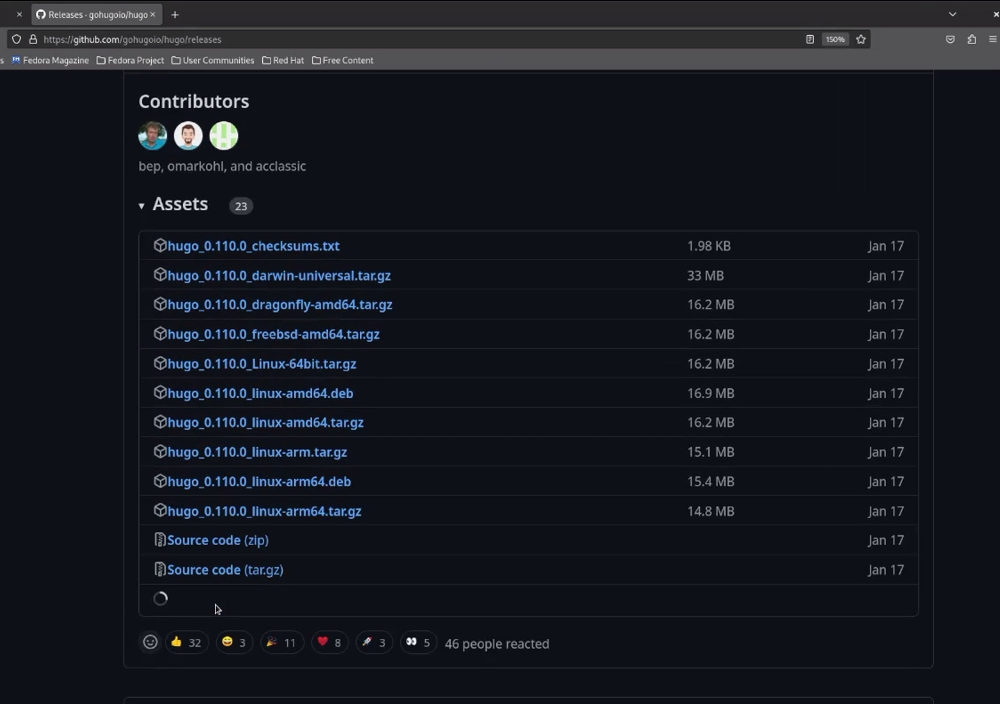 Releases · gohugoio/hugo
https://github.com/gohugoio/hugo/releases
150%
s
Fedora Magazine
Fedora Project
User Communities
Red Hat
Free Content
Contributors
bep, omarkohl, and acclassic
Assets 23
hugo_0.110.0_checksums.txt 1.98 KB Jan 17
hugo_0.110.0_darwin-universal.tar.gz 33 MB Jan 17
hugo_0.110.0_dragonfly-amd64.tar.gz 16.2 MB Jan 17
hugo_0.110.0_freebsd-amd64.tar.gz 16.2 MB Jan 17
hugo_0.110.0_Linux-64bit.tar.gz 16.2 MB Jan 17
hugo_0.110.0_linux-amd64.deb 16.9 MB Jan 17
hugo_0.110.0_linux-amd64.tar.gz 16.2 MB Jan 17
hugo_0.110.0_linux-arm.tar.gz 15.1 MB Jan 17
hugo_0.110.0_linux-arm64.deb 15.4 MB Jan 17
hugo_0.110.0_linux-arm64.tar.gz 14.8 MB Jan 17
Source code (zip) Jan 17
Source code (tar.gz) Jan 17
32 3 11 8 3 5 46 people reacted